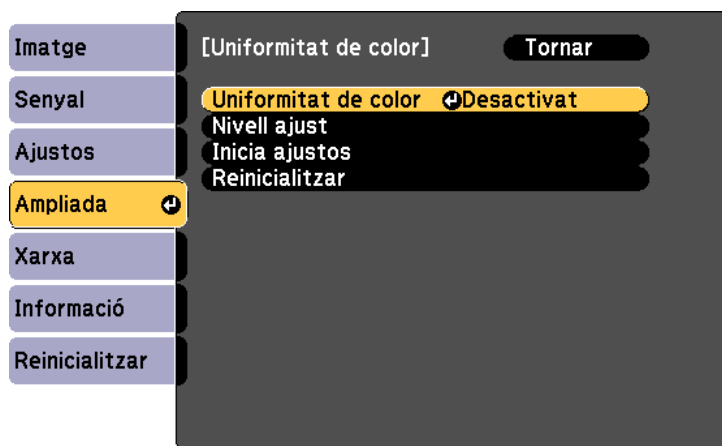 Imatge
Senyal
Ajustos
Ampliada
Xarxa
Informació
Reinicialitzar
[Uniformitat de color] Tornar
Uniformitat de color Desactivat
Nivell ajust
Inicia ajustos
Reinicialitzar